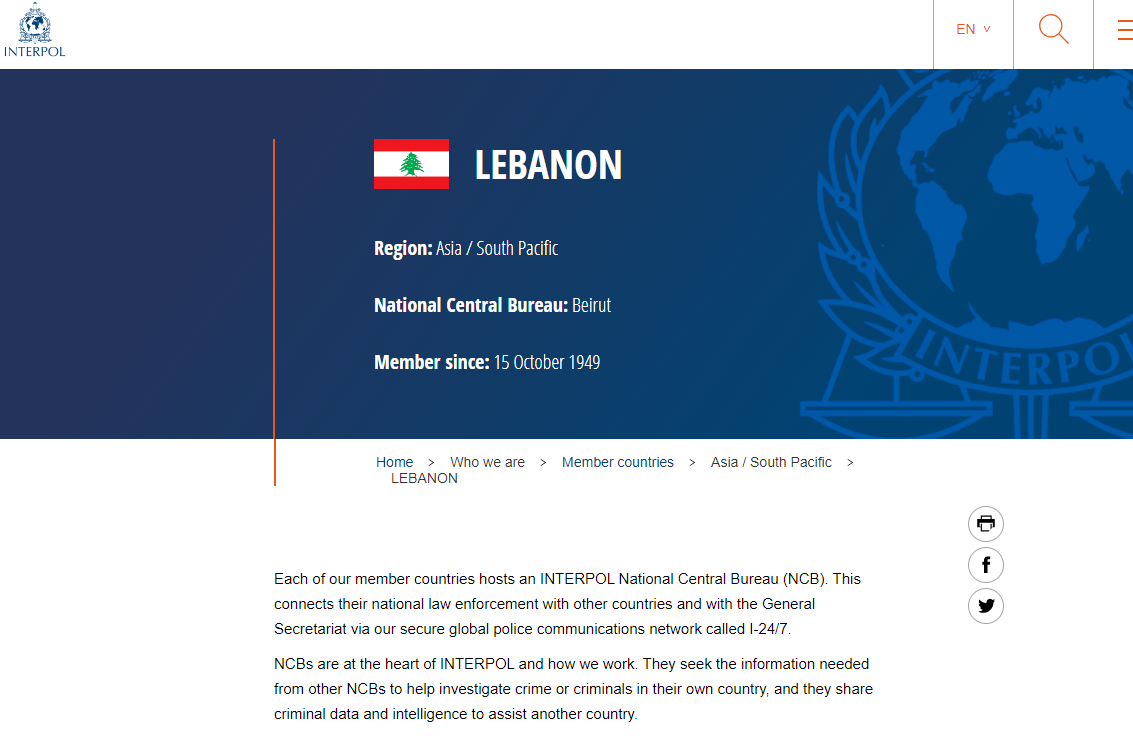 INTERPOL
EN
LEBANON
Region: Asia / South Pacific
National Central Bureau: Beirut
Member since: 15 October 1949
INTERPO
Home > Who we are > Member countries > Asia / South Pacific >
LEBANON
Each of our member countries hosts an INTERPOL National Central Bureau (NCB). This
connects their national law enforcement with other countries and with the General
Secretariat via our secure global police communications network called I-24/7.
NCBs are at the heart of INTERPOL and how we work. They seek the information needed
from other NCBs to help investigate crime or criminals in their own country, and they share
criminal data and intelligence to assist another country.